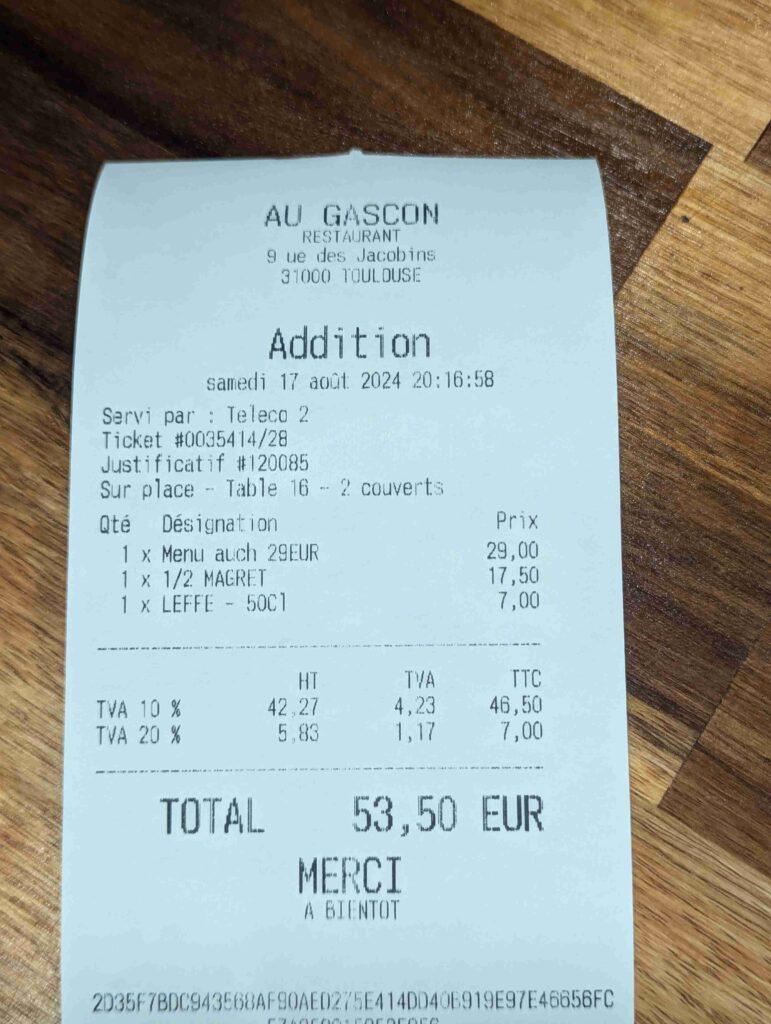 AU GASCON
RESTAURANT
9 ue des Jacobins
31000 TOULOUSE
Addition
samedi 17 août 2024 20:16:58
Servi par : Teleco 2
Ticket #0035414/28
Justificatif #120085
Sur place - Table 16 - 2 couverts
Qté Désignation Prix
1 x Menu auch 29EUR 29,00
1 x 1/2 MAGRET 17,50
1 x LEFFE - 50Cl 7,00
HT TVA TTC
TVA 10 % 42,27 4,23 46,50
TVA 20 % 5,83 1,17 7,00
TOTAL 53,50 EUR
MERCI
A BIENTOT
2D35F7BDC943568AF90AED275E414DD40B919E97E46656FC